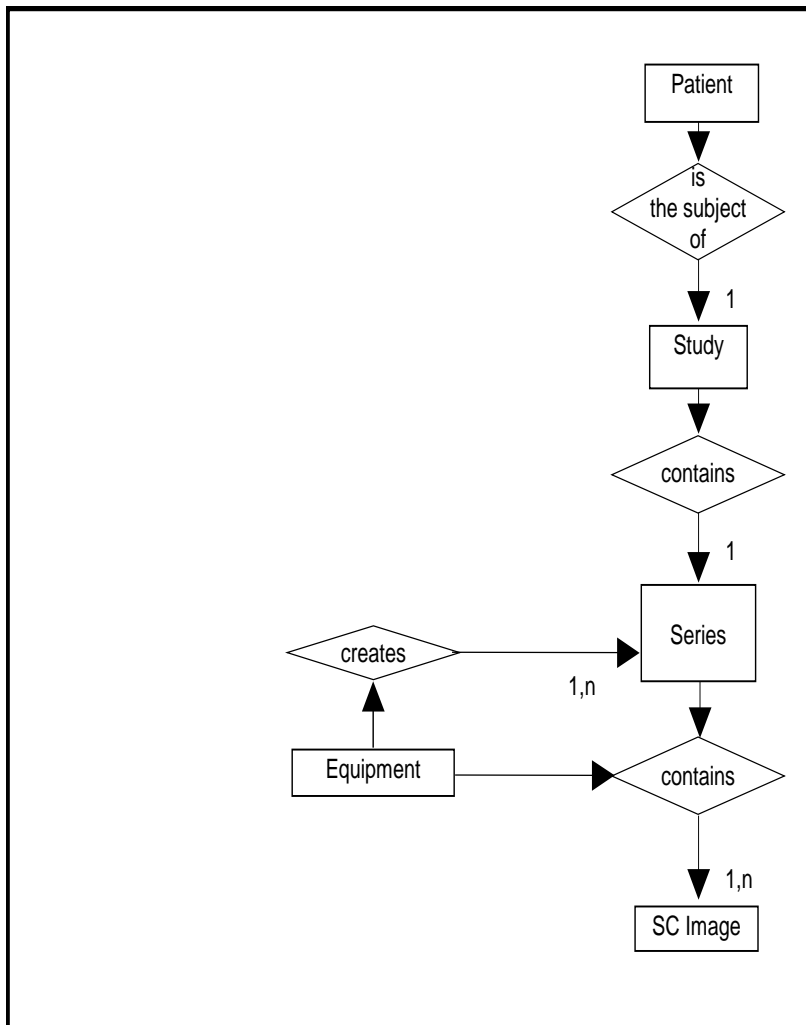 Patient
is
the subject
of
1
Study
contains
1
Series
creates
1,n
Equipment
contains
1,n
SC Image